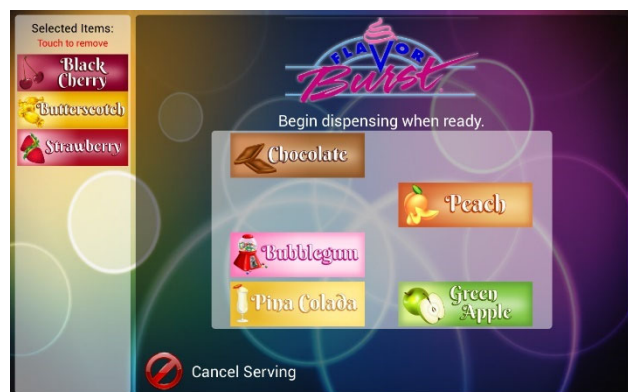 Selected Items:
Touch to remove
Black
Cherry
Butterscotch
Strawberry
FLAVOR
Burst
Begin dispensing when ready.
Chocolate
Peach
Bubblegum
Pina Colada
Green
Apple
Cancel Serving